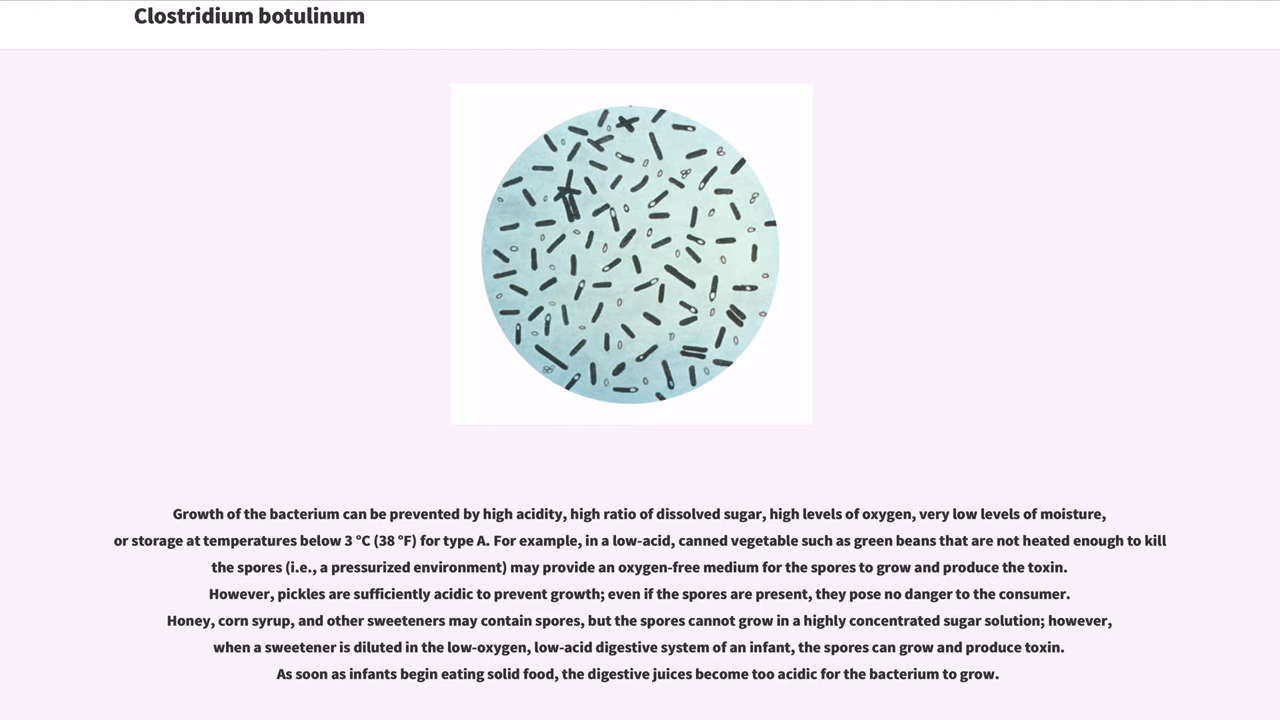 Clostridium botulinum
Growth of the bacterium can be prevented by high acidity, high ratio of dissolved sugar, high levels of oxygen, very low levels of moisture,
or storage at temperatures below 3 °C (38 °F) for type A. For example, in a low-acid, canned vegetable such as green beans that are not heated enough to kill
the spores (i.e., a pressurized environment) may provide an oxygen-free medium for the spores to grow and produce the toxin.
However, pickles are sufficiently acidic to prevent growth; even if the spores are present, they pose no danger to the consumer.
Honey, corn syrup, and other sweeteners may contain spores, but the spores cannot grow in a highly concentrated sugar solution; however,
when a sweetener is diluted in the low-oxygen, low-acid digestive system of an infant, the spores can grow and produce toxin.
As soon as infants begin eating solid food, the digestive juices become too acidic for the bacterium to grow.